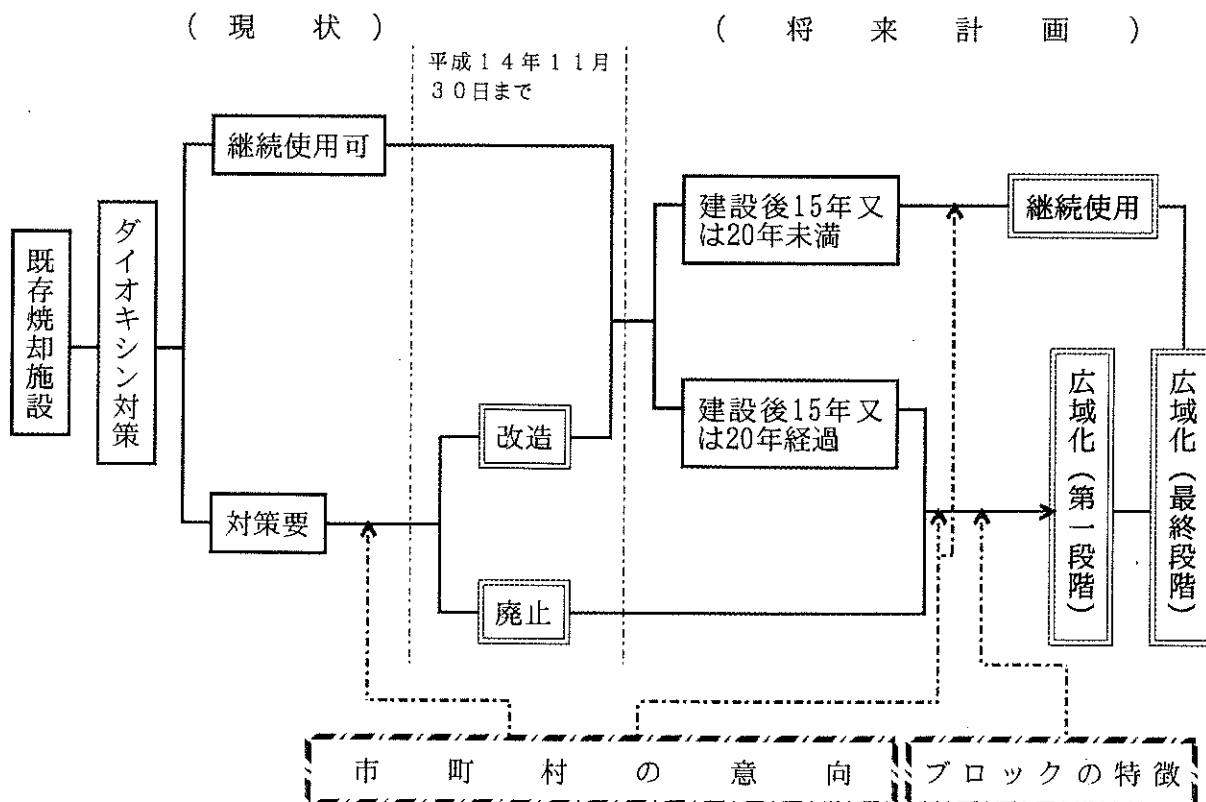 (現状)
(将来計画)
平成14年11月
30日まで
継続使用可
建設後15年又
は20年未満
継続使用
既存焼却施設
ダイオキシン対策
改造
建設後15年又
は20年経過
広域化(第一段階)
広域化(最終段階)
対策要
廃止
市町村の意向
ブロックの特徴